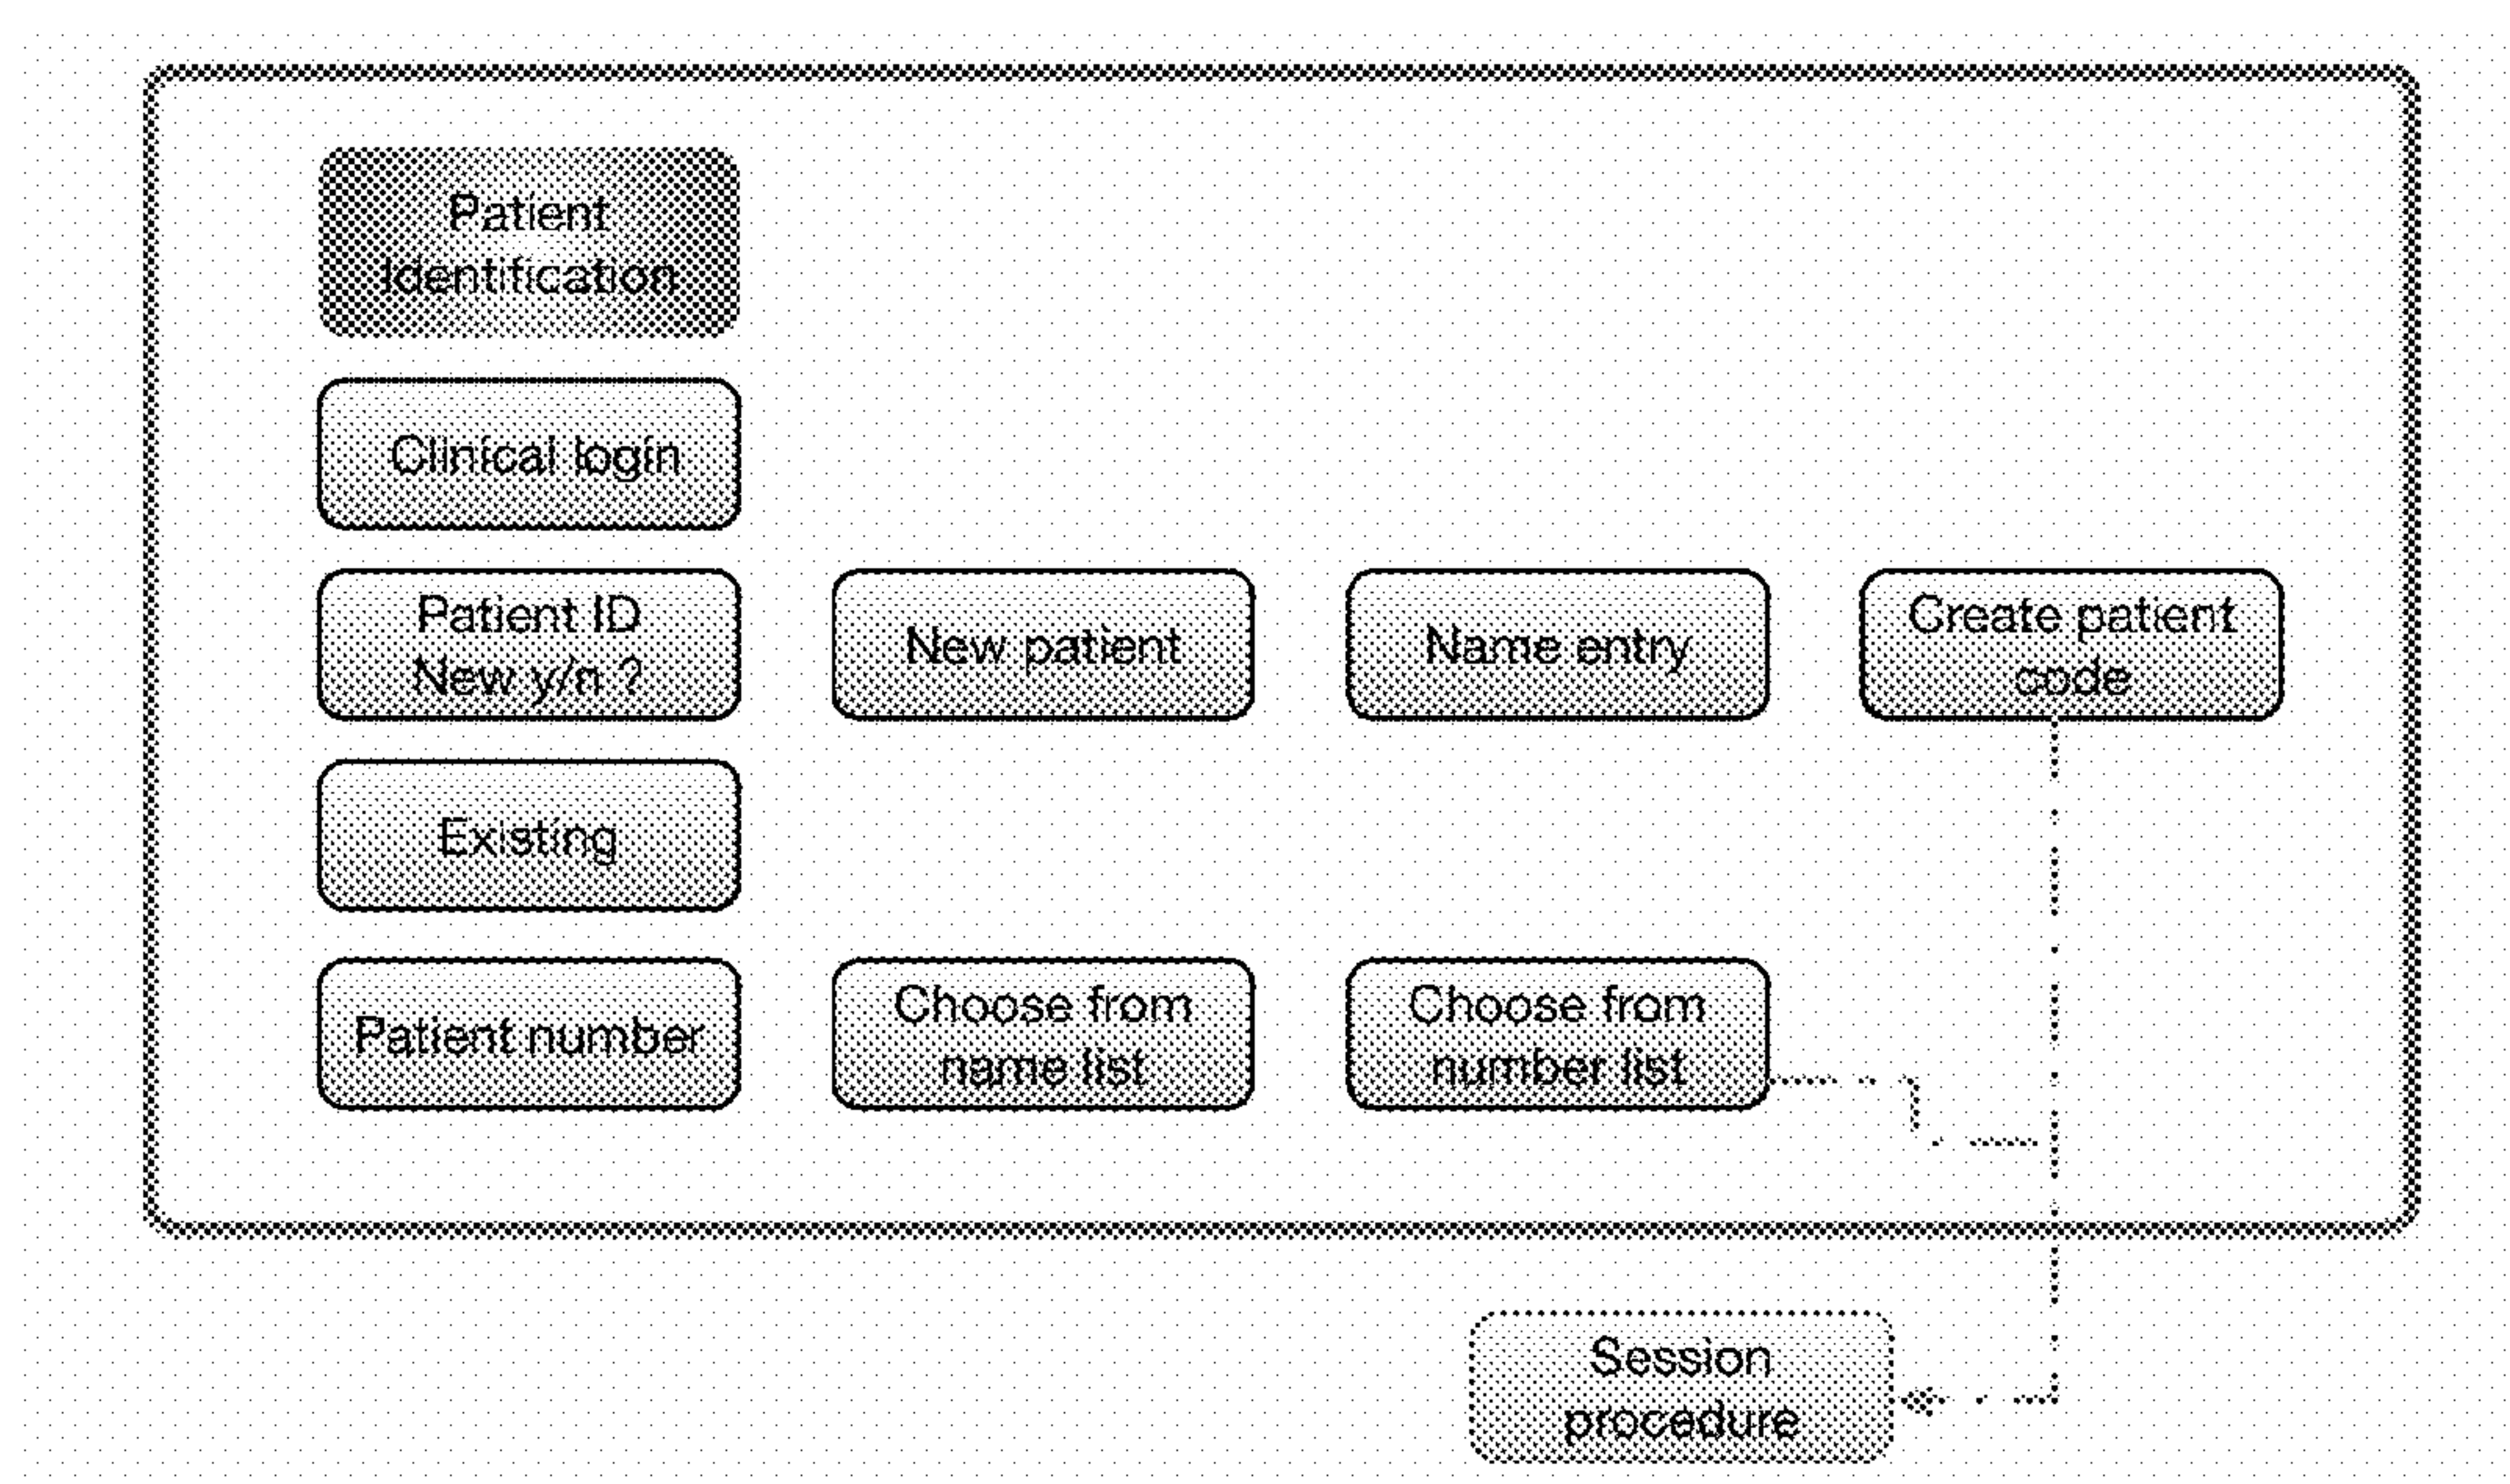 Patient
Identification
Clinical login
Patient ID
New y/n ?
New patient
Name entry
Create patient
code
Existing
Patient number
Choose from
name list
Choose from
number list
Session
procedure